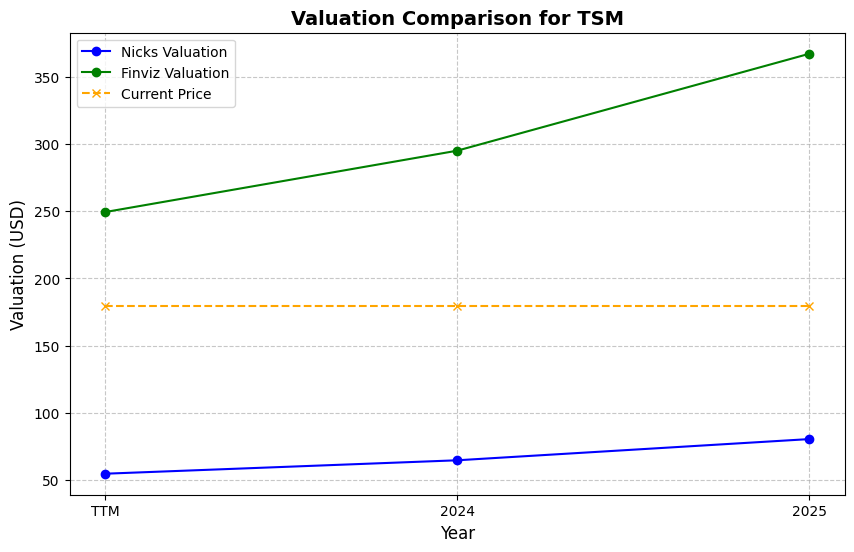 Valuation Comparison for TSM
Nicks Valuation
Finviz Valuation
Current Price
Valuation (USD)
350
300
250
200
150
100
50
TTM
2024
2025
Year